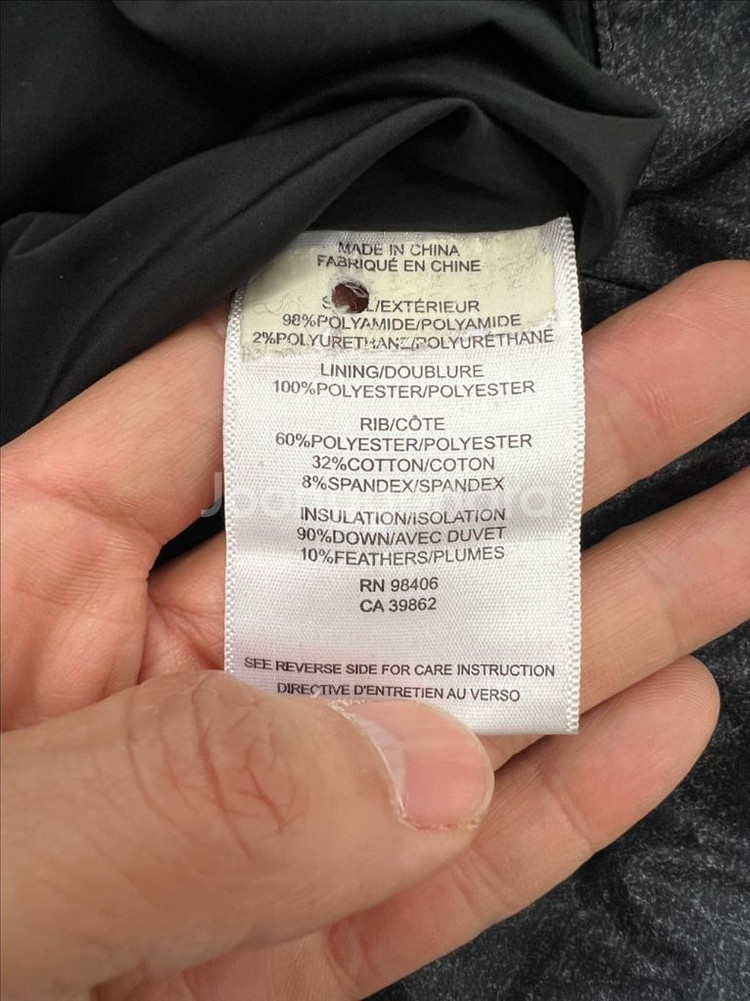 MADE IN CHINA
FABRIQUÉ EN CHINE
98%POLYAMIDE/POLYAMIDE
2%POLYURETHANE/POLYURÉTHANE
LINING/DOUBLURE
100%POLYESTER/POLYESTER
RIB/CÔTE
60%POLYESTER/POLYESTER
32%COTTON/COTON
8%SPANDEX/SPANDEX
INSULATION/ISOLATION
90%DOWN/AVEC DUVET
10%FEATHERS/PLUMES
RN 98406
CA 39862
SEE REVERSE SIDE FOR CARE INSTRUCTION
DIRECTIVE D'ENTRETIEN AU VERSO